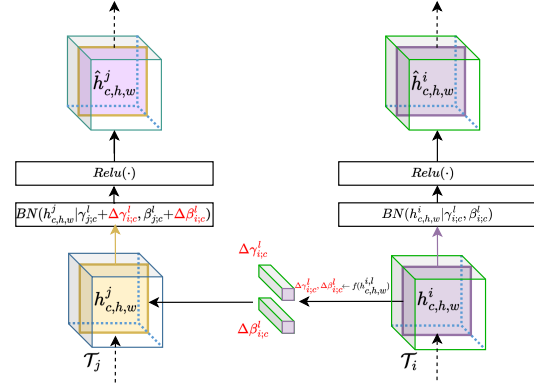 ĥ^j_{c,h,w} ĥ^i_{c,h,w}
Relu(·) Relu(·)
BN(h^j_{c,h,w}|γ^l_{j;c}+Δγ^l_{i;c}, β^l_{j;c}+Δβ^l_{i;c}) BN(h^i_{c,h,w}|γ^l_{i;c}, β^l_{i;c})
Δγ^l_{i;c}
Δγ^l_{i;c}, Δβ^l_{i;c} ← f(h^{i,l}_{c,h,w})
h^j_{c,h,w} h^i_{c,h,w}
Δβ^l_{i;c}
𝒯_j 𝒯_i